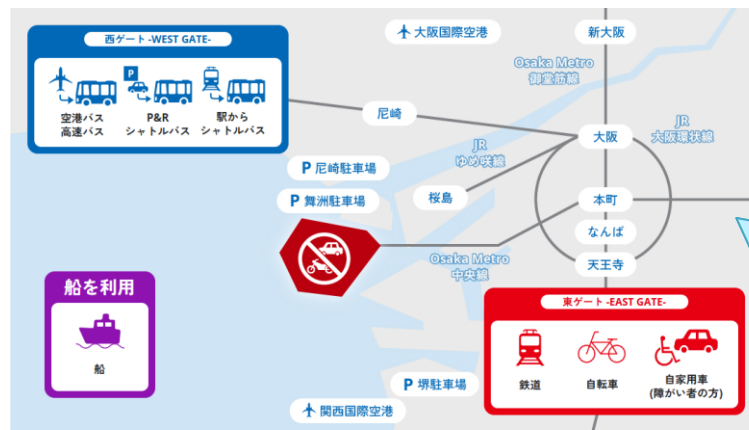 西ゲート -WEST GATE-
P
空港バス
高速バス
P&R
シャトルバス
駅から
シャトルバス
大阪国際空港
新大阪
Osaka Metro
御堂筋線
尼崎
JR
ゆめ咲線
大阪
JR
大阪環状線
P 尼崎駐車場
P 舞洲駐車場
桜島
本町
なんば
天王寺
Osaka Metro
中央線
船を利用
船
東ゲート -EAST GATE-
鉄道
自転車
自家用車
(障がい者の方)
P 堺駐車場
関西国際空港